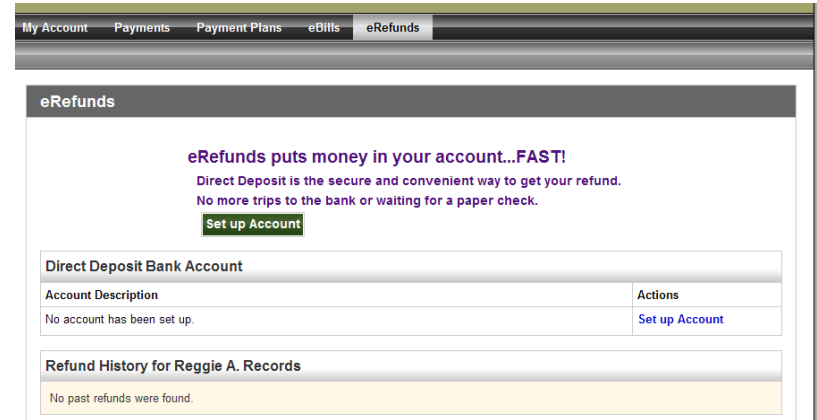 My Account Payments Payment Plans eBills eRefunds
eRefunds
eRefunds puts money in your account...FAST!
Direct Deposit is the secure and convenient way to get your refund.
No more trips to the bank or waiting for a paper check.
Set up Account
Direct Deposit Bank Account
Account Description Actions
No account has been set up. Set up Account
Refund History for Reggie A. Records
No past refunds were found.